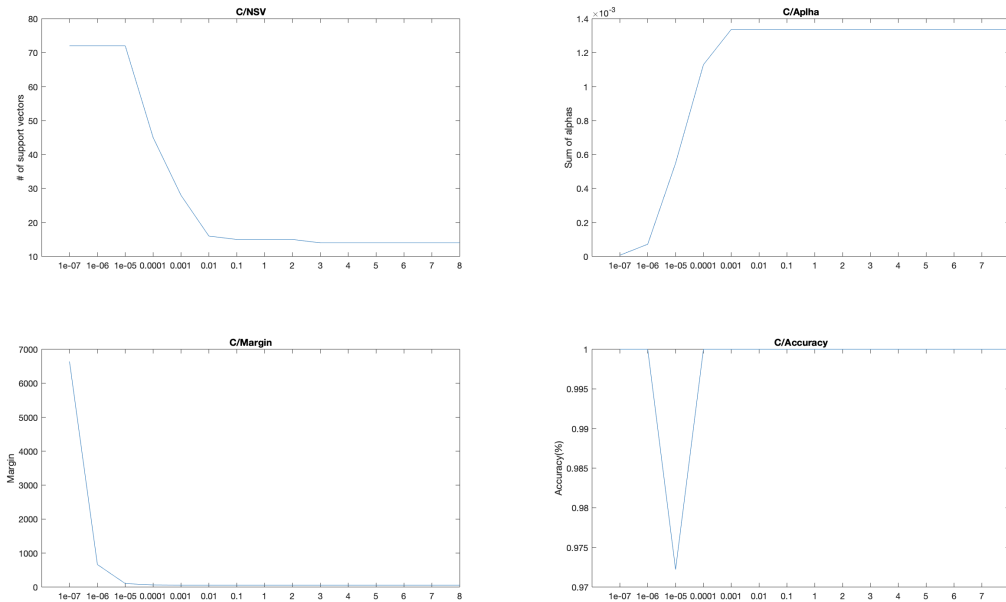 C/NSV
80
70
60
50
40
30
20
10
# of support vectors
1e-07 1e-06 1e-05 0.0001 0.001 0.01 0.1 1 2 3 4 5 6 7 8
C/Aplha
×10⁻³
1.4
1.2
1
0.8
0.6
0.4
0.2
0
Sum of alphas
1e-07 1e-06 1e-05 0.0001 0.001 0.01 0.1 1 2 3 4 5 6 7
C/Margin
7000
6000
5000
4000
3000
2000
1000
0
Margin
1e-07 1e-06 1e-05 0.0001 0.001 0.01 0.1 1 2 3 4 5 6 7 8
C/Accuracy
1
0.995
0.99
0.985
0.98
0.975
0.97
Accuracy(%)
1e-07 1e-06 1e-05 0.0001 0.001 0.01 0.1 1 2 3 4 5 6 7